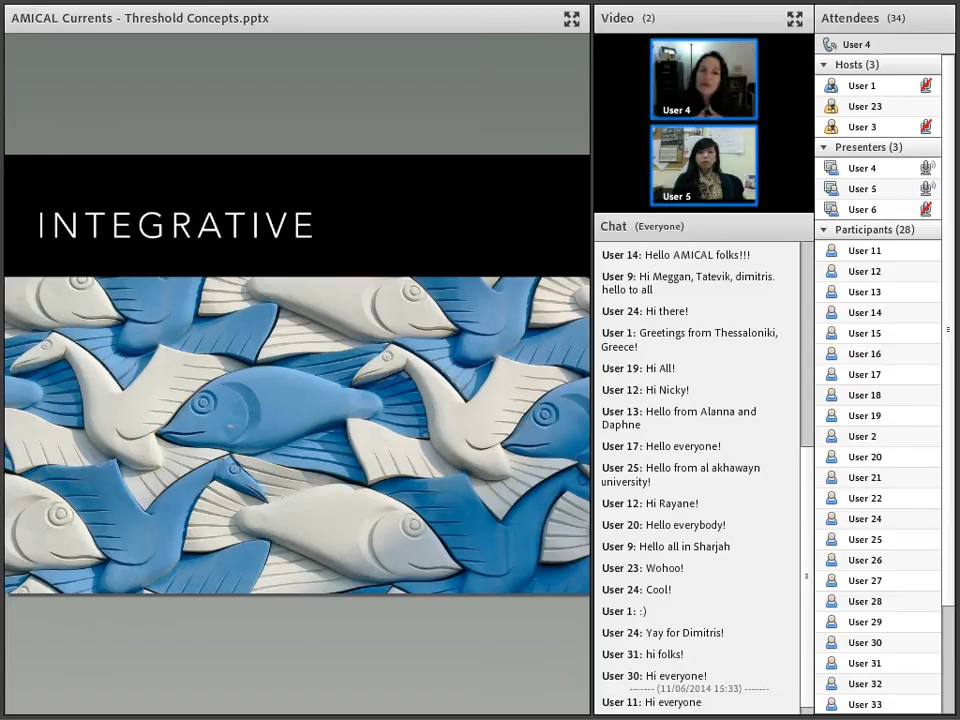 AMICAL Currents - Threshold Concepts.pptx
INTEGRATIVE
Video (2)
User 4
User 5
Chat (Everyone)
User 14: Hello AMICAL folks!!!
User 9: Hi Meggan, Tatevik, dimitris.
hello to all
User 24: Hi there!
User 1: Greetings from Thessaloniki,
Greece!
User 19: Hi All!
User 12: Hi Nicky!
User 13: Hello from Alanna and
Daphne
User 17: Hello everyone!
User 25: Hello from al akhawayn
university!
User 12: Hi Rayane!
User 20: Hello everybody!
User 9: Hello all in Sharjah
User 23: Wohoo!
User 24: Cool!
User 1: :)
User 24: Yay for Dimitris!
User 31: hi folks!
User 30: Hi everyone!
------- (11/06/2014 15:33) -------
User 11: Hi everyone
Attendees (34)
User 4
Hosts (3)
User 1
User 23
User 3
Presenters (3)
User 4
User 5
User 6
Participants (28)
User 11
User 12
User 13
User 14
User 15
User 16
User 17
User 18
User 19
User 2
User 20
User 21
User 22
User 24
User 25
User 26
User 27
User 28
User 29
User 30
User 31
User 32
User 33